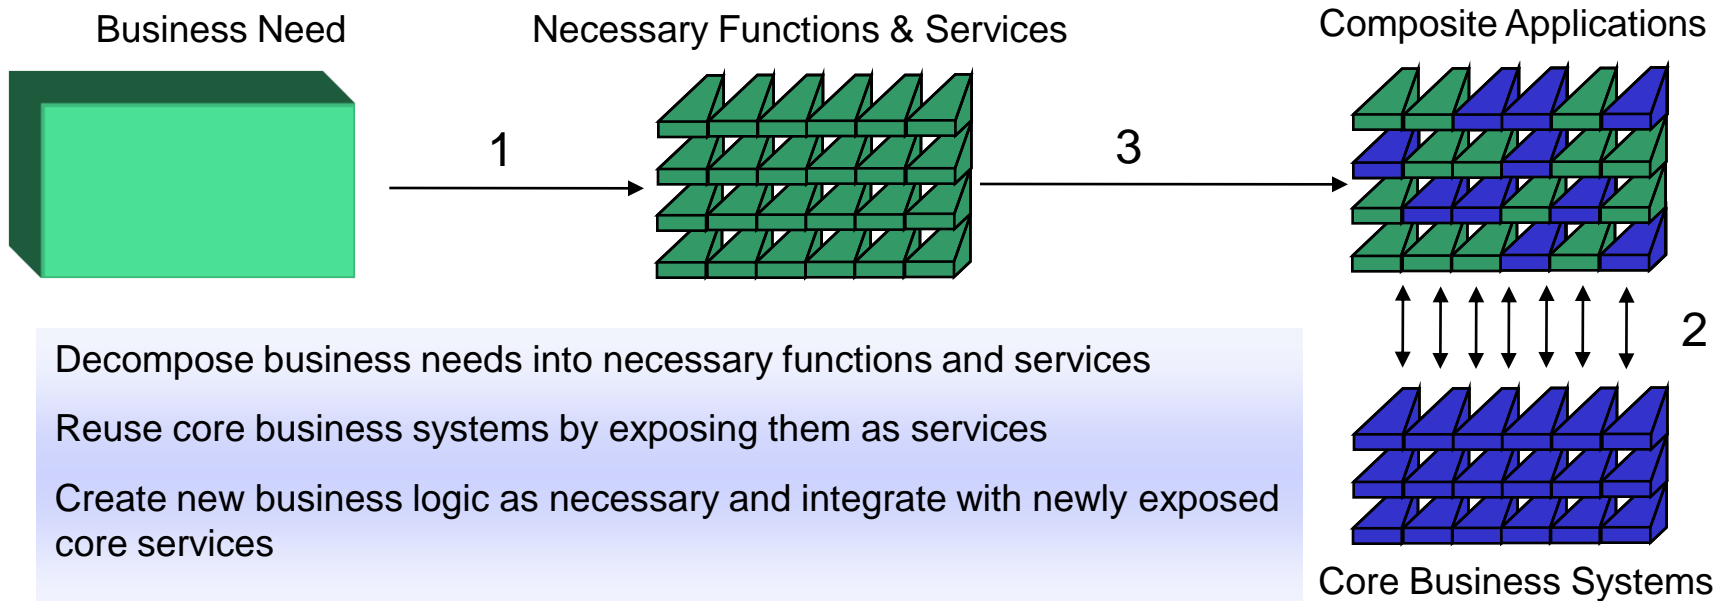 Business Need
Necessary Functions & Services
Composite Applications
1
3
2
Decompose business needs into necessary functions and services
Reuse core business systems by exposing them as services
Create new business logic as necessary and integrate with newly exposed
core services
Core Business Systems